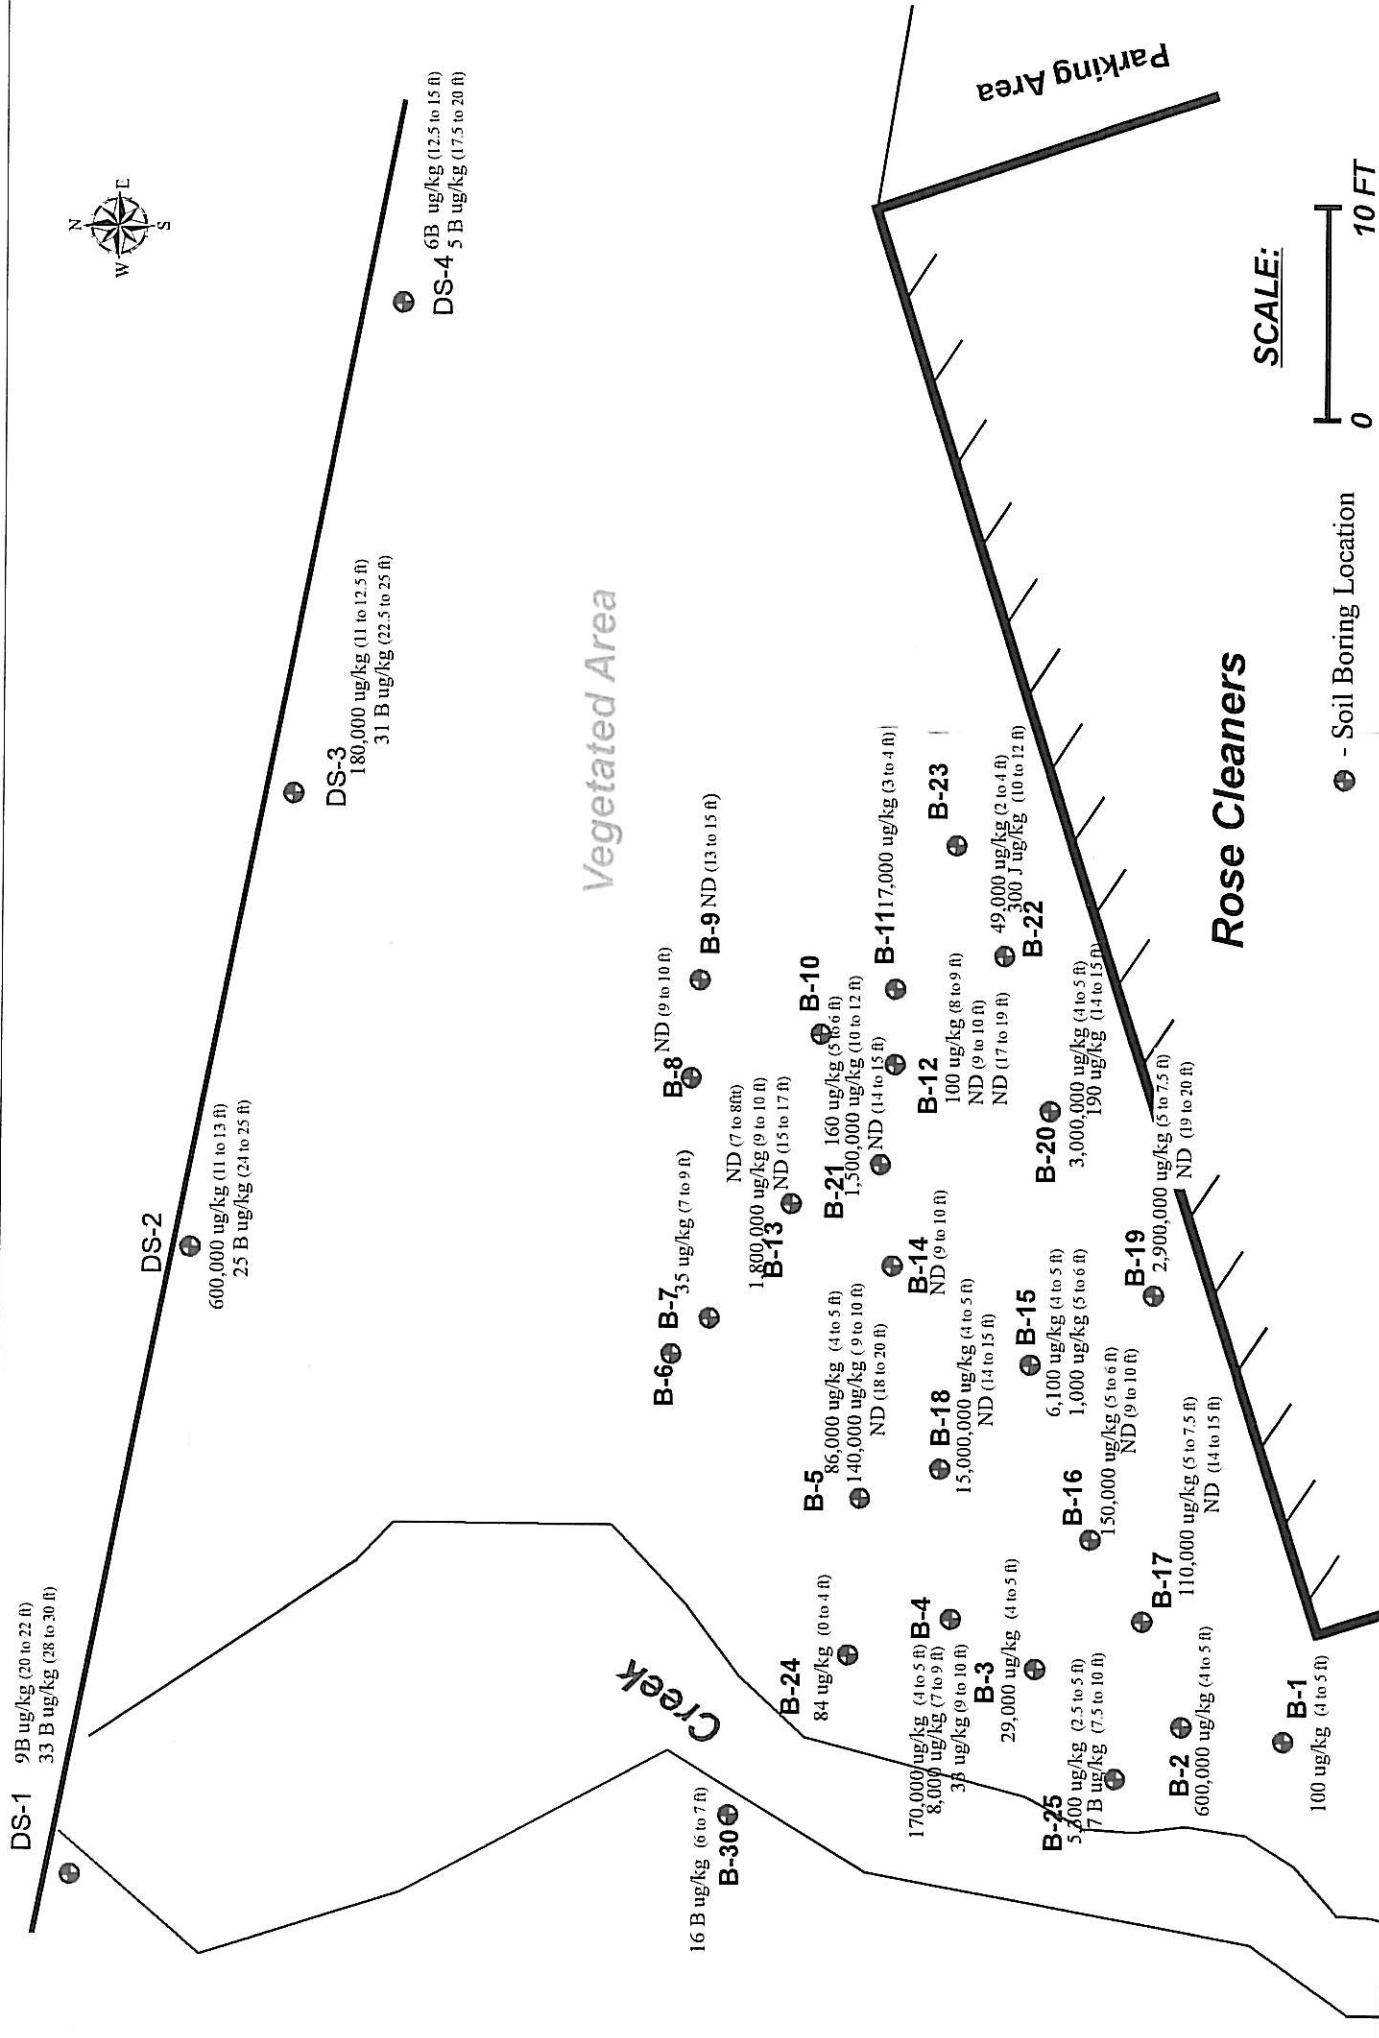 DS-1
9B ug/kg (20 to 22 ft)
33 B ug/kg (28 to 30 ft)
DS-2
600,000 ug/kg (11 to 13 ft)
25 B ug/kg (24 to 25 ft)
DS-3
180,000 ug/kg (11 to 12.5 ft)
31 B ug/kg (22.5 to 25 ft)
DS-4
6B ug/kg (12.5 to 15 ft)
5 B ug/kg (17.5 to 20 ft)
N
W
E
S
Vegetated Area
Creek
16 B ug/kg (6 to 7 ft)
B-30
B-6
B-7
35 ug/kg (7 to 9 ft)
B-8
ND (9 to 10 ft)
B-9
ND (13 to 15 ft)
ND (7 to 8ft)
1,800,000 ug/kg (9 to 10 ft)
ND (15 to 17 ft)
B-13
B-10
160 ug/kg (5 to 6 ft)
B-21
1,500,000 ug/kg (10 to 12 ft)
ND (14 to 15 ft)
B-24
84 ug/kg (0 to 4 ft)
B-5
86,000 ug/kg (4 to 5 ft)
140,000 ug/kg ( 9 to 10 ft)
ND (18 to 20 ft)
B-14
ND (9 to 10 ft)
B-11
117,000 ug/kg (3 to 4 ft)
B-12
100 ug/kg (8 to 9 ft)
ND (9 to 10 ft)
ND (17 to 19 ft)
B-23
B-4
170,000 ug/kg (4 to 5 ft)
8,000 ug/kg (7 to 9 ft)
33 ug/kg (9 to 10 ft)
B-18
15,000,000 ug/kg (4 to 5 ft)
ND (14 to 15 ft)
49,000 ug/kg (2 to 4 ft)
300 J ug/kg (10 to 12 ft)
B-22
B-3
29,000 ug/kg (4 to 5 ft)
B-15
6,100 ug/kg (4 to 5 ft)
1,000 ug/kg (5 to 6 ft)
B-20
3,000,000 ug/kg (4 to 5 ft)
190 ug/kg (14 to 15 ft)
B-16
150,000 ug/kg (5 to 6 ft)
ND (9 to 10 ft)
B-25
ug/kg (2.5 to 5 ft)
7 B ug/kg (7.5 to 10 ft)
B-19
2,900,000 ug/kg (5 to 7.5 ft)
ND (19 to 20 ft)
B-17
110,000 ug/kg (5 to 7.5 ft)
ND (14 to 15 ft)
B-2
600,000 ug/kg (4 to 5 ft)
B-1
100 ug/kg (4 to 5 ft)
Parking Area
Rose Cleaners
SCALE:
0
10 FT
- Soil Boring Location